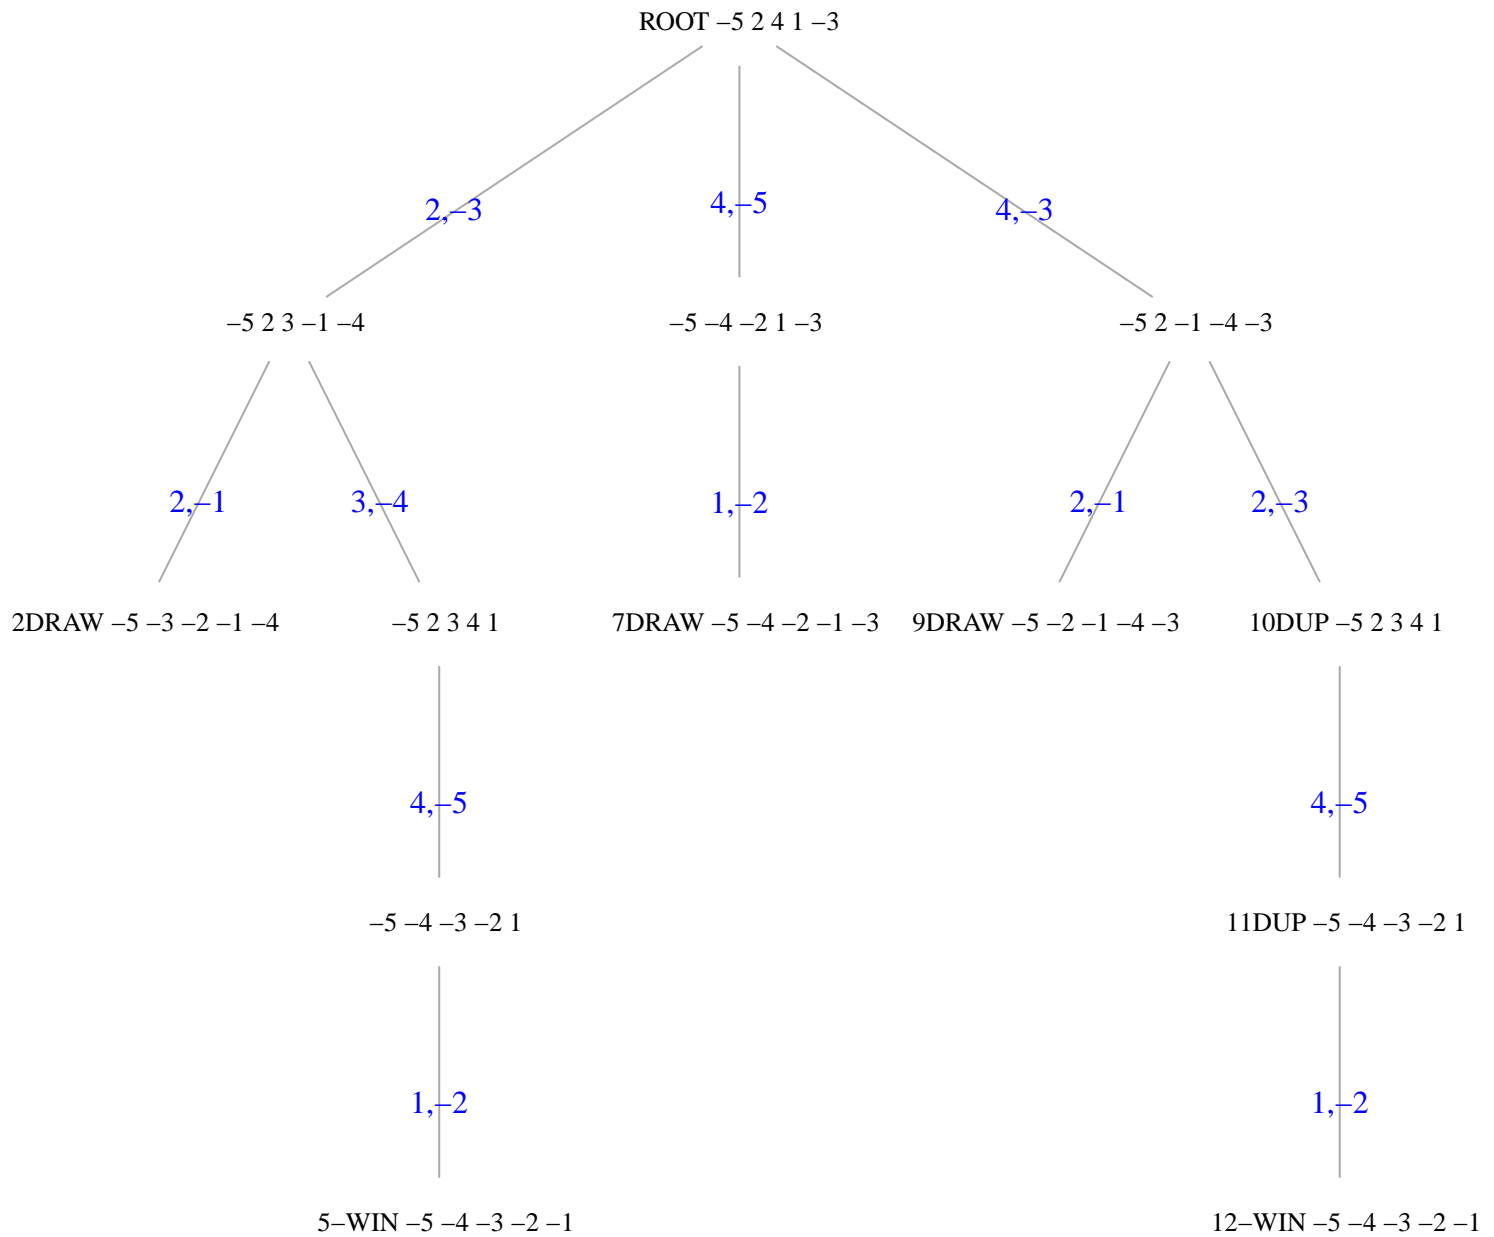 ROOT –5 2 4 1 –3
2,–3
4,–5
4,–3
–5 2 3 –1 –4
–5 –4 –2 1 –3
–5 2 –1 –4 –3
2,–1
3,–4
1,–2
2,–1
2,–3
2DRAW –5 –3 –2 –1 –4
–5 2 3 4 1
7DRAW –5 –4 –2 –1 –3
9DRAW –5 –2 –1 –4 –3
10DUP –5 2 3 4 1
4,–5
4,–5
–5 –4 –3 –2 1
11DUP –5 –4 –3 –2 1
1,–2
1,–2
5–WIN –5 –4 –3 –2 –1
12–WIN –5 –4 –3 –2 –1